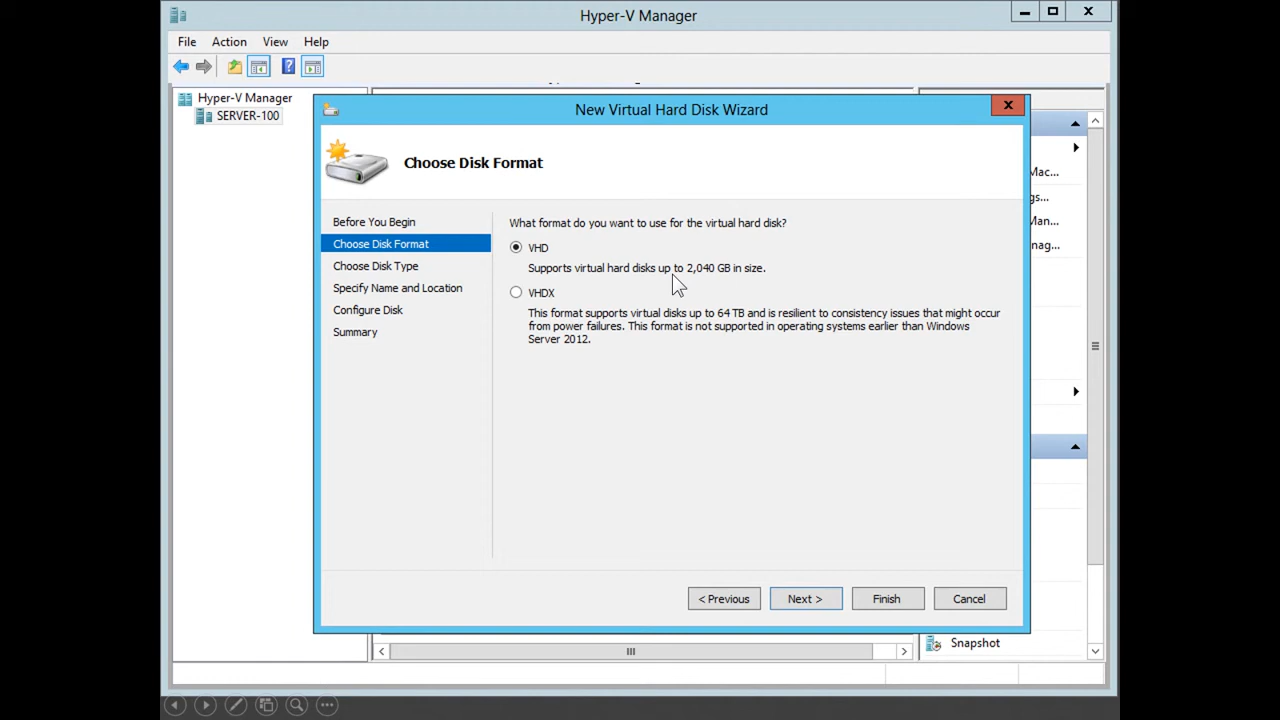 Hyper-V Manager
File Action View Help
Hyper-V Manager
SERVER-100
New Virtual Hard Disk Wizard
Choose Disk Format
Before You Begin
Choose Disk Format
Choose Disk Type
Specify Name and Location
Configure Disk
Summary
What format do you want to use for the virtual hard disk?
VHD
Supports virtual hard disks up to 2,040 GB in size.
VHDX
This format supports virtual disks up to 64 TB and is resilient to consistency issues that might occur
from power failures. This format is not supported in operating systems earlier than Windows
Server 2012.
< Previous
Next >
Finish
Cancel
Mac...
gs...
Man...
nag...
Snapshot